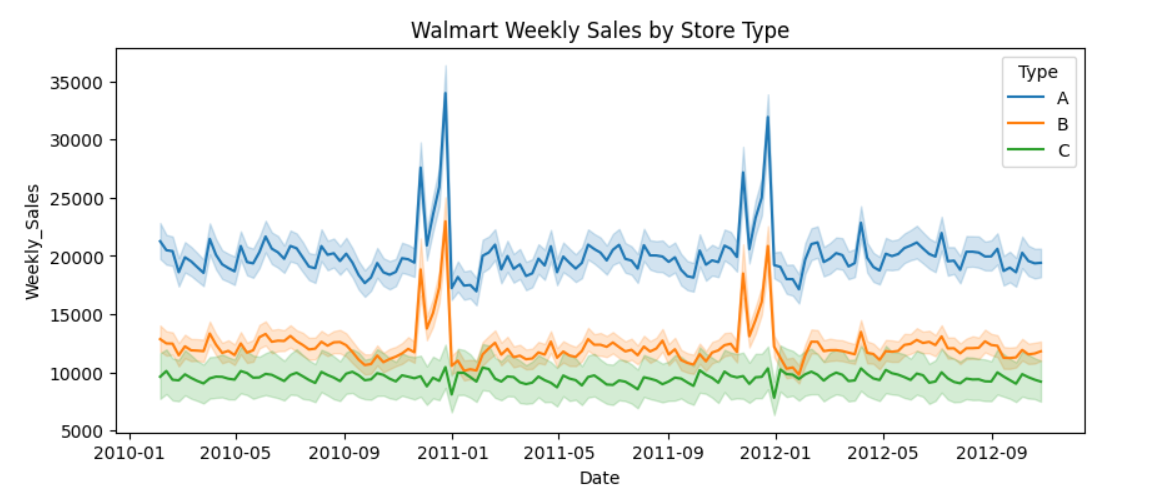 Walmart Weekly Sales by Store Type
35000
30000
25000
20000
15000
10000
5000
Weekly_Sales
Type
A
B
C
2010-01 2010-05 2010-09 2011-01 2011-05 2011-09 2012-01 2012-05 2012-09
Date